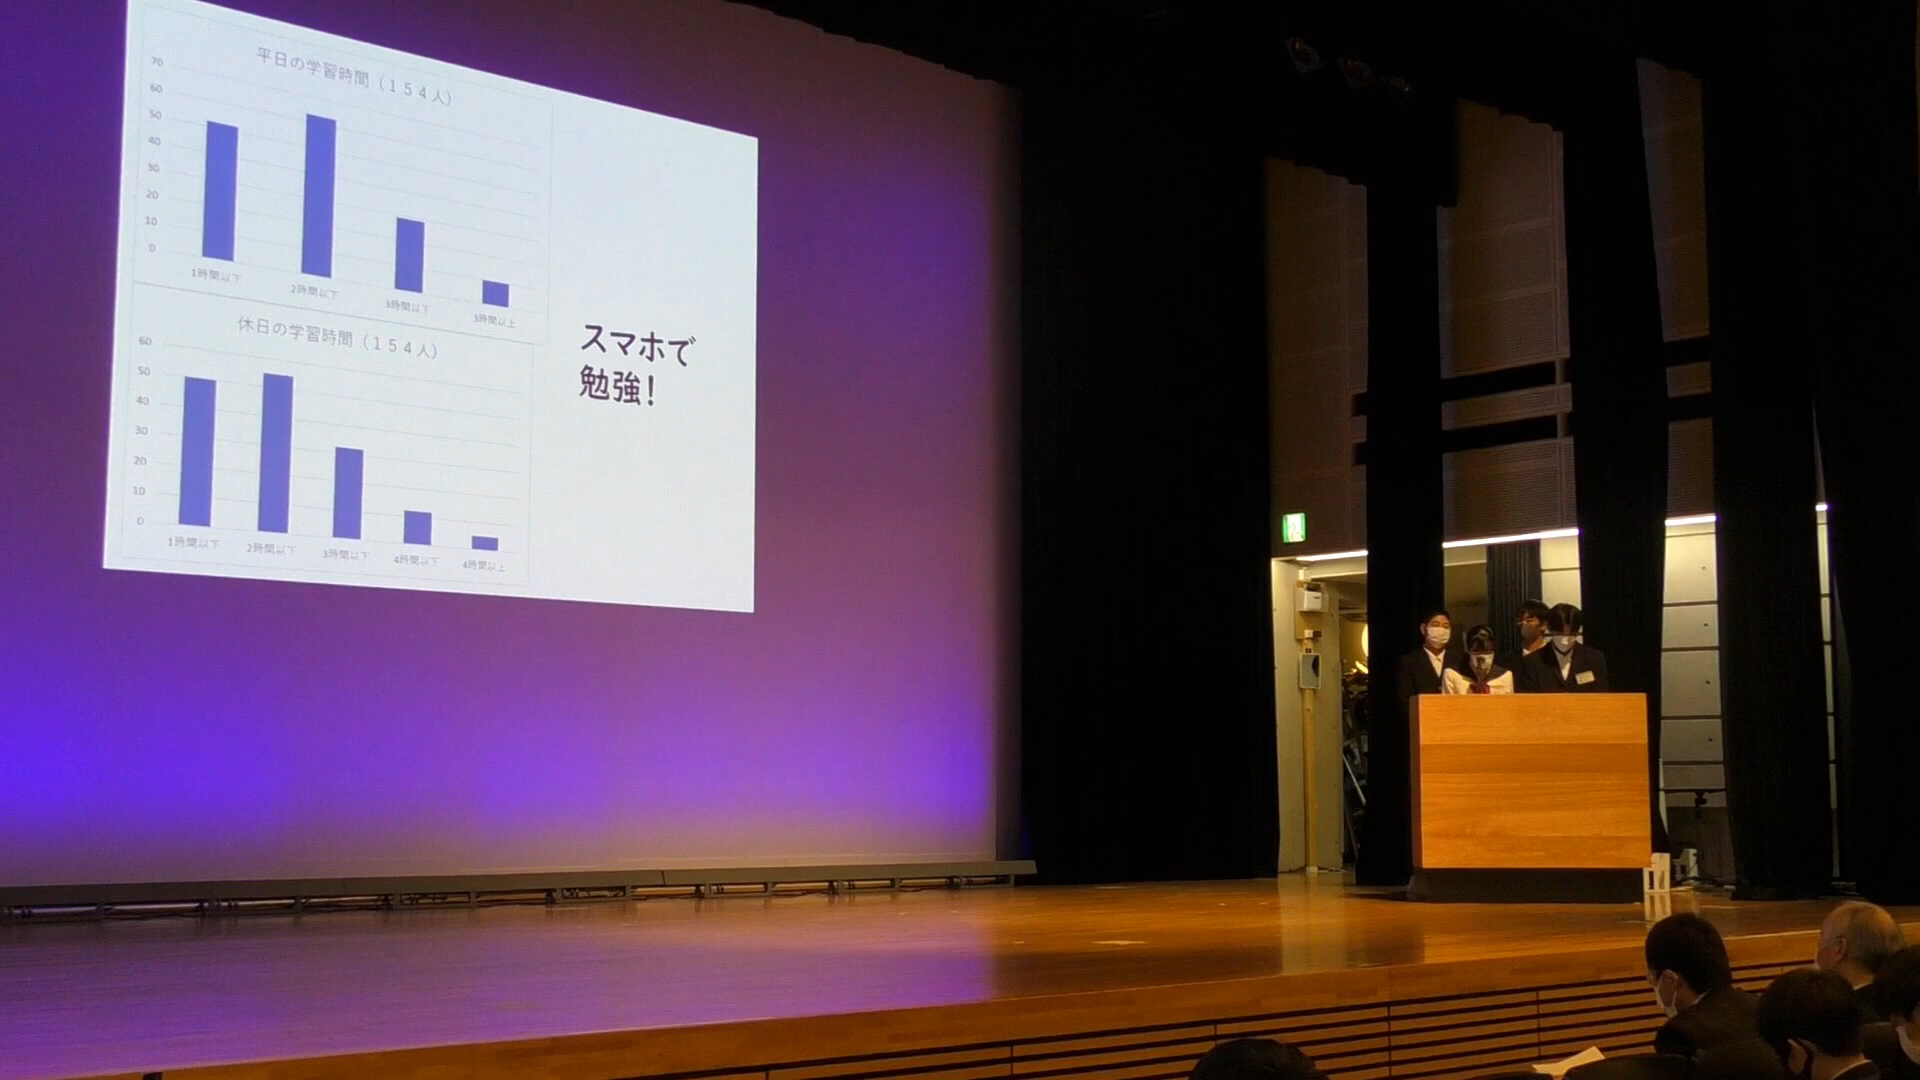 平日の学習時間（１５４人）
70
60
50
40
30
20
10
0
1時間以下
2時間以下
3時間以下
3時間以上
休日の学習時間（１５４人）
60
50
40
30
20
10
0
1時間以下
2時間以下
3時間以下
4時間以下
4時間以上
スマホで
勉強！